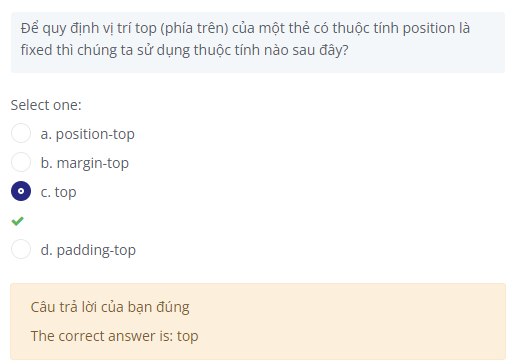 Để quy định vị trí top (phía trên) của một thẻ có thuộc tính position là
fixed thì chúng ta sử dụng thuộc tính nào sau đây?
Select one:
a. position-top
b. margin-top
c. top
d. padding-top
Câu trả lời của bạn đúng
The correct answer is: top